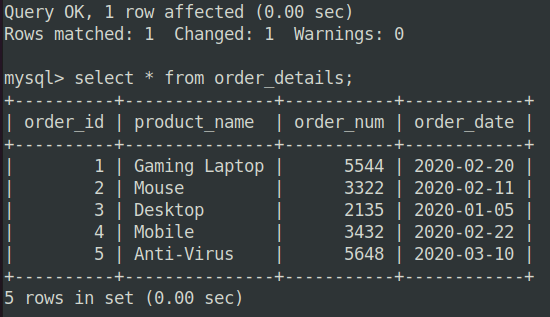 Query OK, 1 row affected (0.00 sec)
Rows matched: 1  Changed: 1  Warnings: 0
mysql> select * from order_details;
+----------+---------------+-----------+------------+
| order_id | product_name  | order_num | order_date |
+----------+---------------+-----------+------------+
|        1 | Gaming Laptop |      5544 | 2020-02-20 |
|        2 | Mouse         |      3322 | 2020-02-11 |
|        3 | Desktop       |      2135 | 2020-01-05 |
|        4 | Mobile        |      3432 | 2020-02-22 |
|        5 | Anti-Virus    |      5648 | 2020-03-10 |
+----------+---------------+-----------+------------+
5 rows in set (0.00 sec)